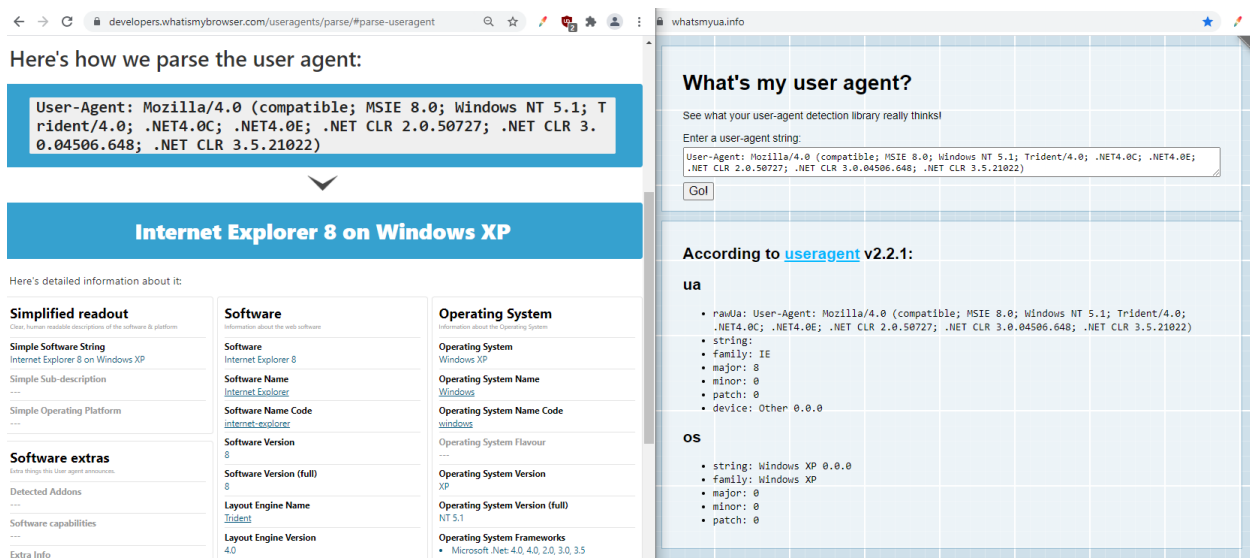 developers.whatismybrowser.com/useragents/parse/#parse-useragent
2
Here's how we parse the user agent:
User-Agent: Mozilla/4.0 (compatible; MSIE 8.0; Windows NT 5.1; T
rident/4.0; .NET4.0C; .NET4.0E; .NET CLR 2.0.50727; .NET CLR 3.
0.04506.648; .NET CLR 3.5.21022)
Internet Explorer 8 on Windows XP
Here's detailed information about it:
Simplified readout
Clear, human readable descriptions of the software & platform
Simple Software String
Internet Explorer 8 on Windows XP
Simple Sub-description
---
Simple Operating Platform
---
Software extras
Extra things this User agent announces.
Detected Addons
---
Software capabilities
---
Extra Info
Software
Information about the web software
Software
Internet Explorer 8
Software Name
Internet Explorer
Software Name Code
internet-explorer
Software Version
8
Software Version (full)
8
Layout Engine Name
Trident
Layout Engine Version
4.0
Operating System
Information about the Operating System
Operating System
Windows XP
Operating System Name
Windows
Operating System Name Code
windows
Operating System Flavour
---
Operating System Version
XP
Operating System Version (full)
NT 5.1
Operating System Frameworks
• Microsoft .Net: 4.0, 4.0, 2.0, 3.0, 3.5
whatsmyua.info
What's my user agent?
See what your user-agent detection library really thinks!
Enter a user-agent string:
User-Agent: Mozilla/4.0 (compatible; MSIE 8.0; Windows NT 5.1; Trident/4.0; .NET4.0C; .NET4.0E;
.NET CLR 2.0.50727; .NET CLR 3.0.04506.648; .NET CLR 3.5.21022)
Go!
According to useragent v2.2.1:
ua
• rawUa: User-Agent: Mozilla/4.0 (compatible; MSIE 8.0; Windows NT 5.1; Trident/4.0;
.NET4.0C; .NET4.0E; .NET CLR 2.0.50727; .NET CLR 3.0.04506.648; .NET CLR 3.5.21022)
• string:
• family: IE
• major: 8
• minor: 0
• patch: 0
• device: Other 0.0.0
os
• string: Windows XP 0.0.0
• family: Windows XP
• major: 0
• minor: 0
• patch: 0